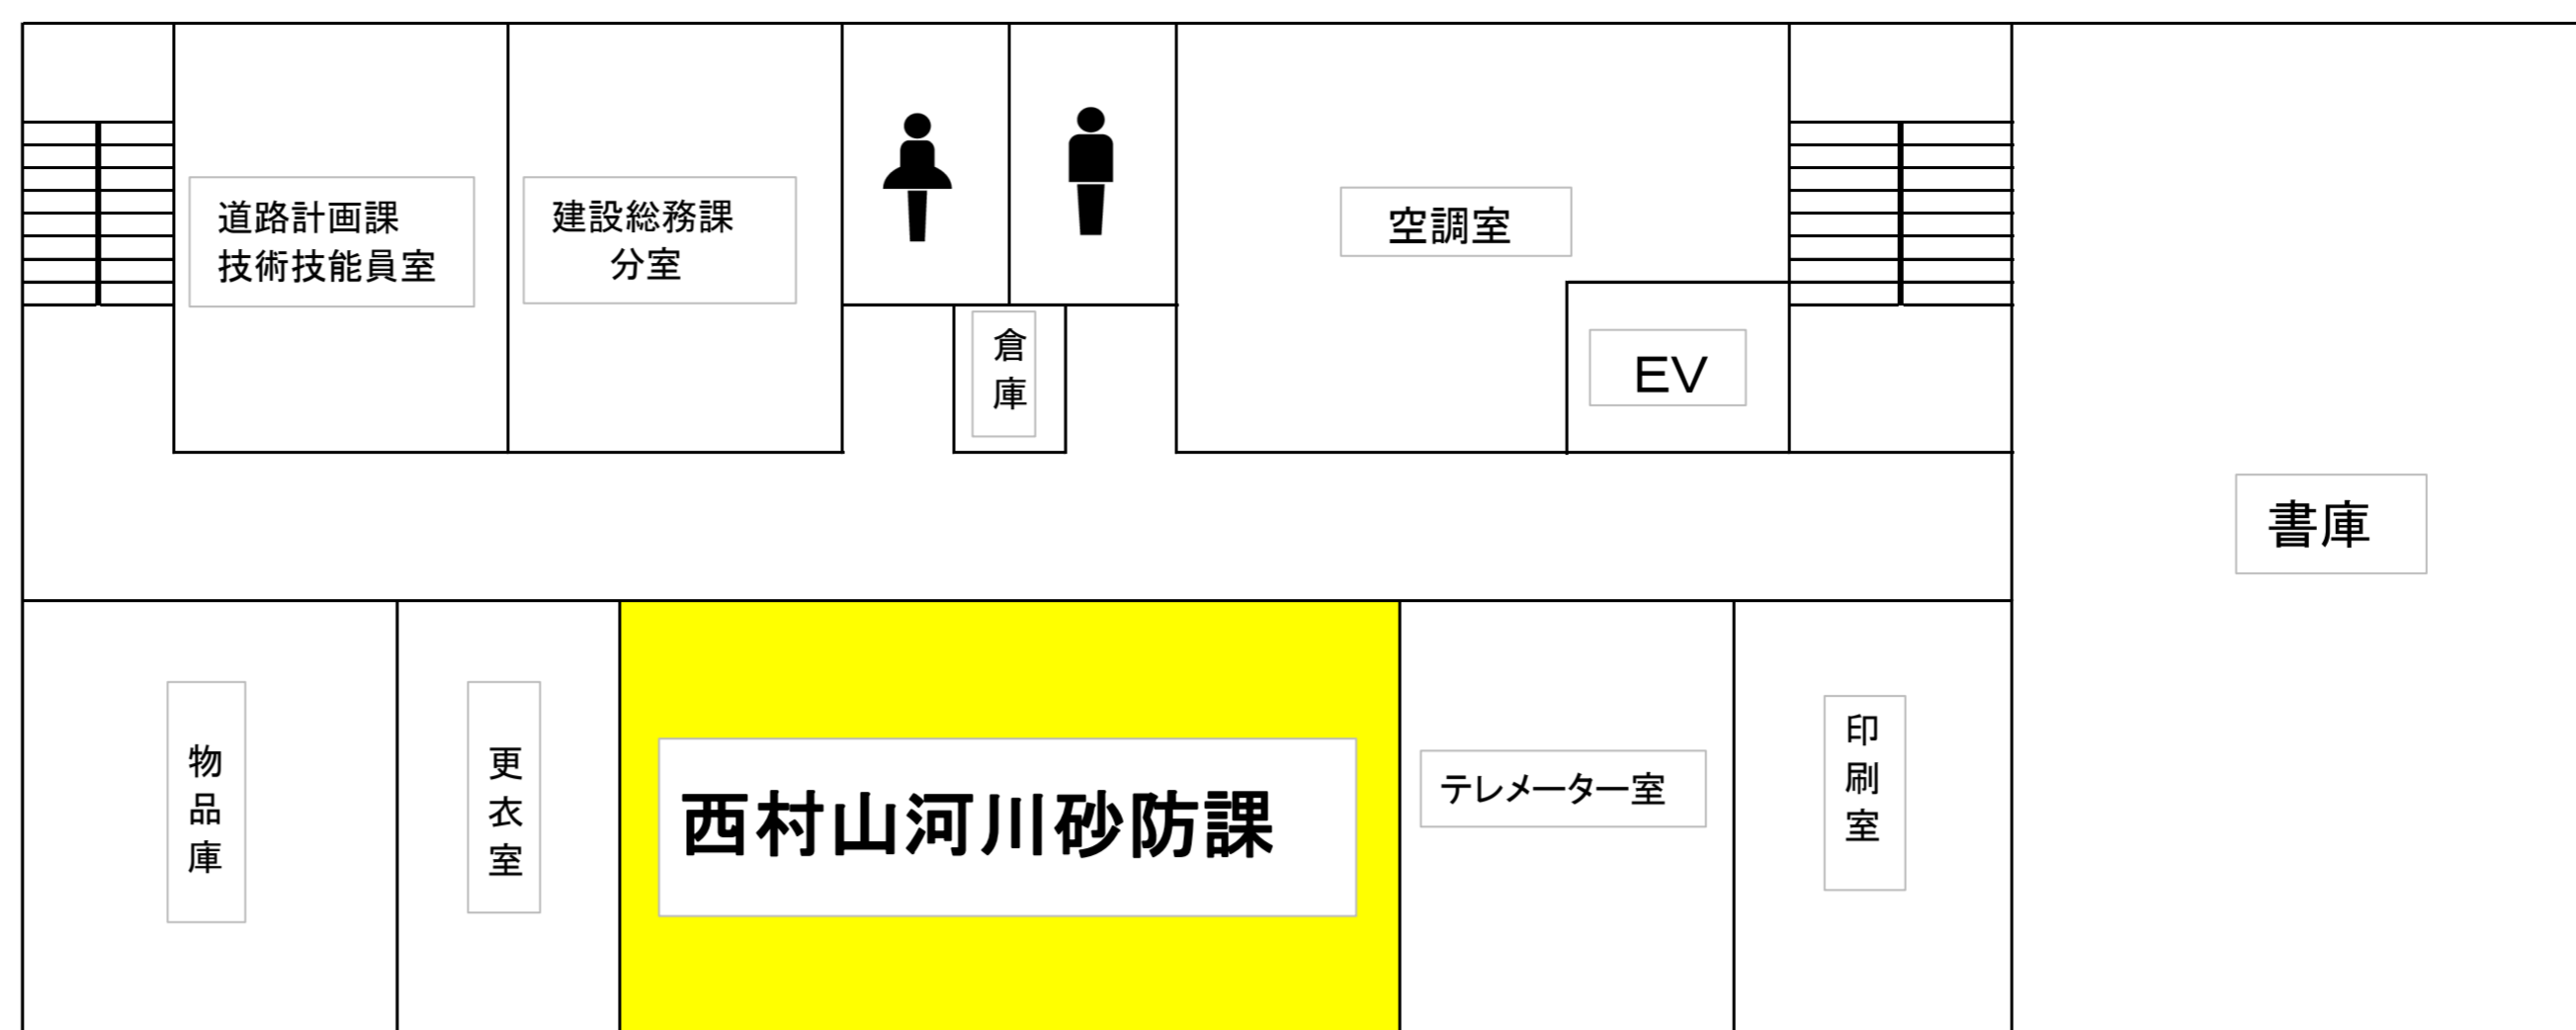 道路計画課
技術技能員室
建設総務課
分室
倉庫
空調室
EV
書庫
物品庫
更衣室
西村山河川砂防課
テレメーター室
印刷室